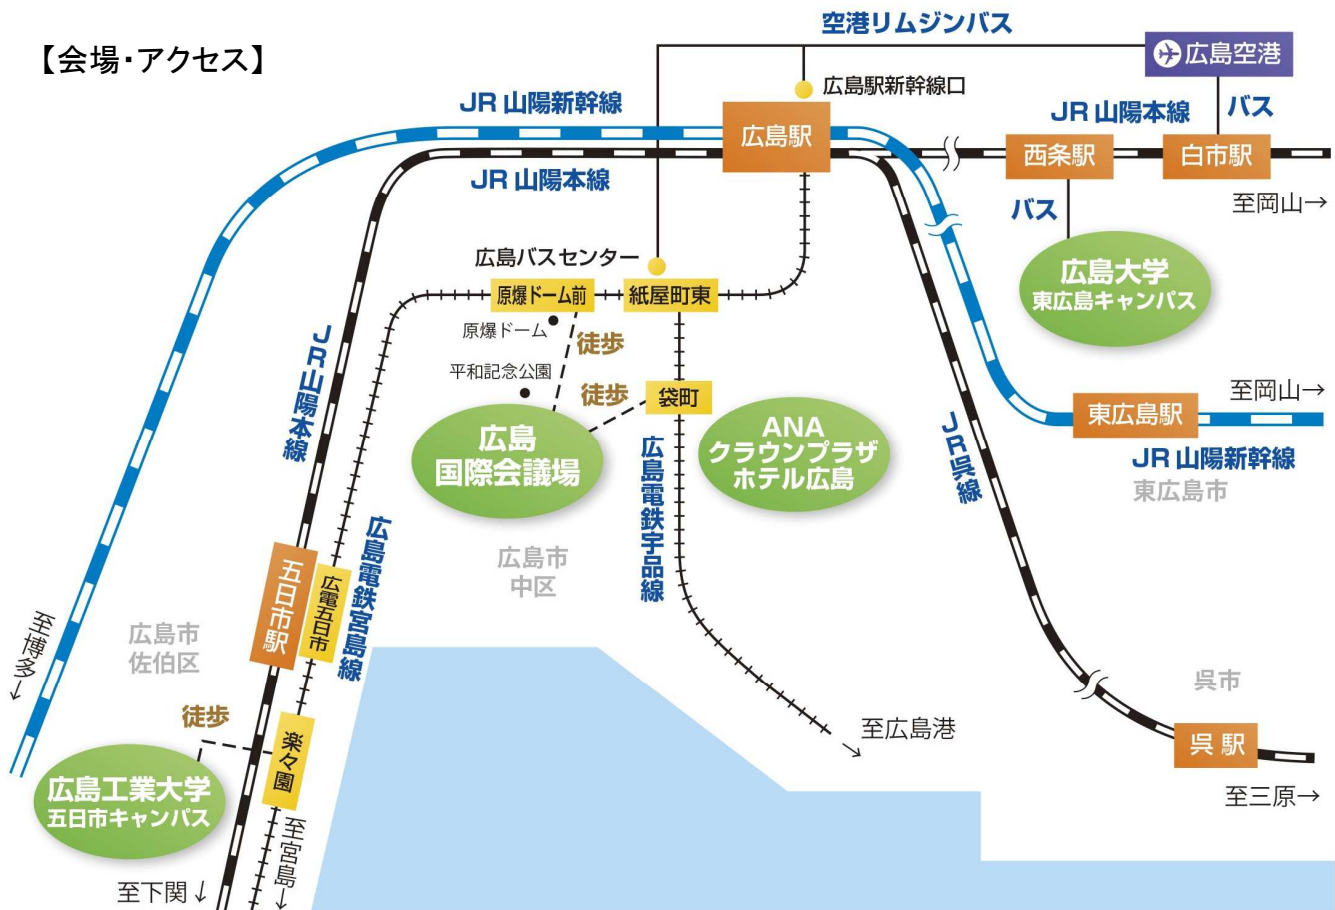 【会場・アクセス】
空港リムジンバス
広島空港
広島駅新幹線口
バス
JR 山陽新幹線
広島駅
JR 山陽本線
西条駅
白市駅
JR 山陽本線
至岡山→
バス
広島大学
東広島キャンパス
広島バスセンター
原爆ドーム前
紙屋町東
原爆ドーム
徒歩
平和記念公園
徒歩
袋町
JR山陽本線
広島
国際会議場
ANA
クラウンプラザ
ホテル広島
広島電鉄宇品線
JR呉線
至岡山→
東広島駅
JR 山陽新幹線
東広島市
広島市
中区
五日市駅
広電五日市
広島電鉄宮島線
至博多→
広島市
佐伯区
徒歩
楽々園
広島工業大学
五日市キャンパス
至宮島→
至下関↓
至広島港
呉市
呉駅
至三原→